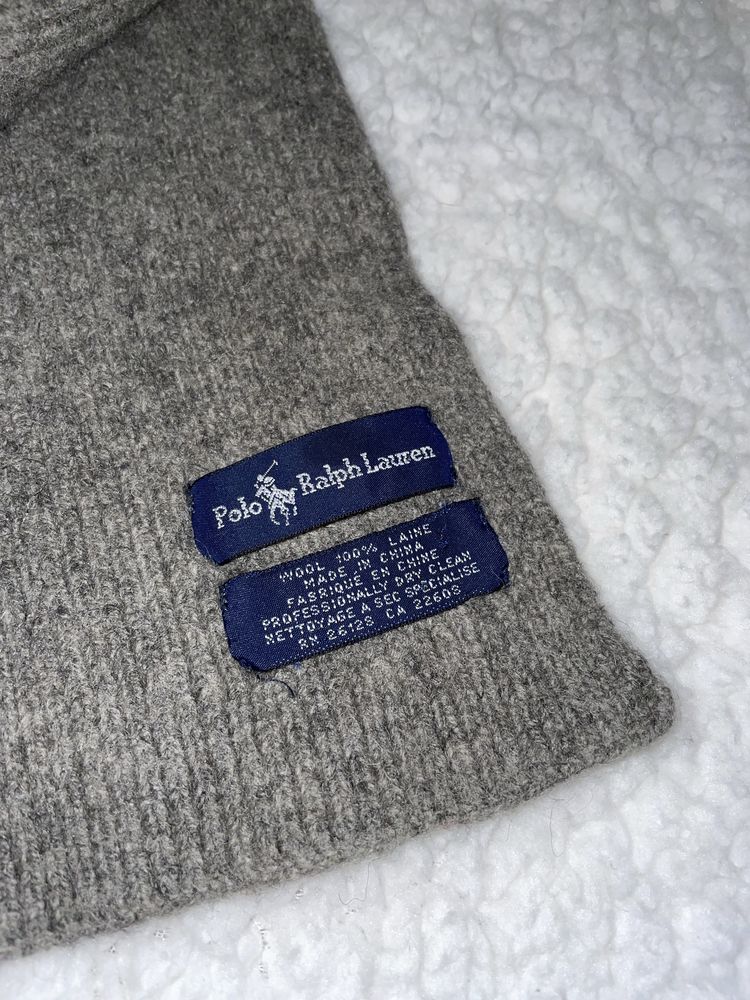 Polo Ralph Lauren
WOOL 100% LAINE
MADE IN CHINA
FABRIQUE EN CHINE
PROFESSIONALLY DRY CLEAN
NETTOYAGE A SEC SPECIALISE
RN 26128 CA 22608